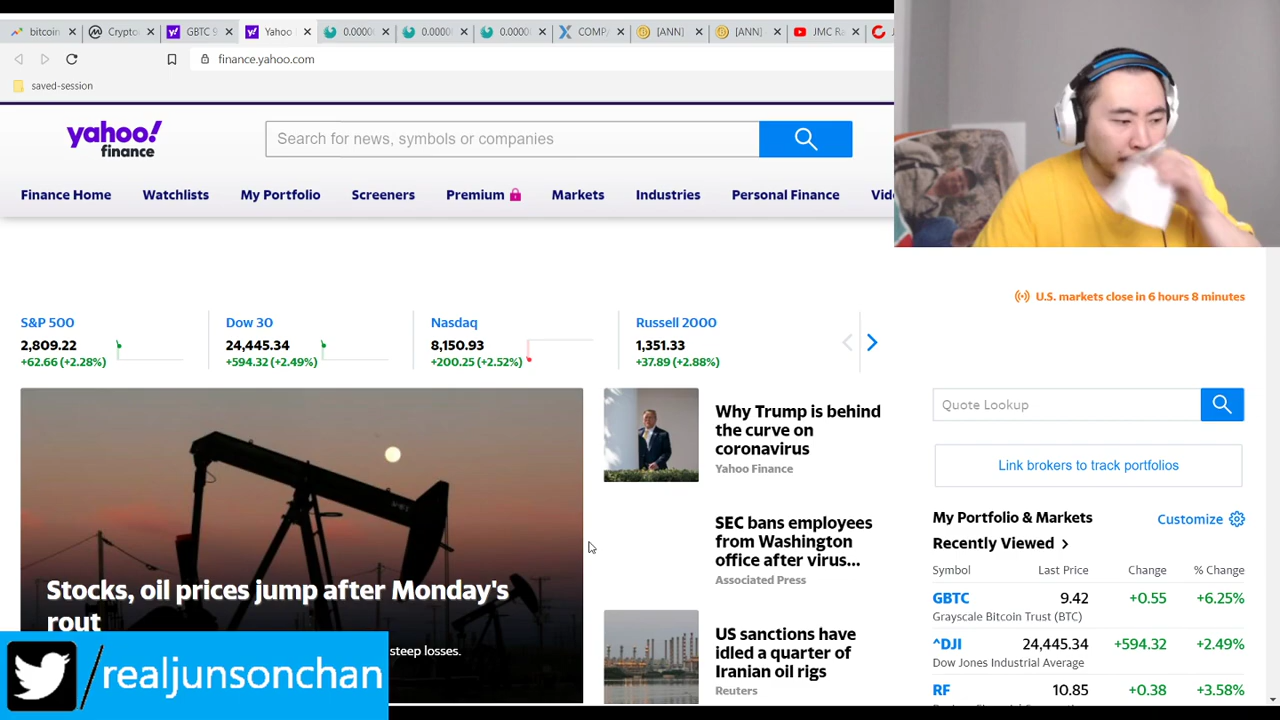 bitcoin
Crypto
GBTC 9
Yahoo
0.0000
0.0000
0.0000
COMP
[ANN]
[ANN]
JMC R
finance.yahoo.com
saved-session
yahoo!
finance
Search for news, symbols or companies
Finance Home
Watchlists
My Portfolio
Screeners
Premium
Markets
Industries
Personal Finance
Vid
U.S. markets close in 6 hours 8 minutes
S&P 500
2,809.22
+62.66 (+2.28%)
Dow 30
24,445.34
+594.32 (+2.49%)
Nasdaq
8,150.93
+200.25 (+2.52%)
Russell 2000
1,351.33
+37.89 (+2.88%)
Stocks, oil prices jump after Monday's
rout
steep losses.
Why Trump is behind
the curve on
coronavirus
Yahoo Finance
SEC bans employees
from Washington
office after virus...
Associated Press
US sanctions have
idled a quarter of
Iranian oil rigs
Reuters
Quote Lookup
Link brokers to track portfolios
My Portfolio & Markets
Customize
Recently Viewed >
Symbol Last Price Change % Change
GBTC 9.42 +0.55 +6.25%
Grayscale Bitcoin Trust (BTC)
^DJI 24,445.34 +594.32 +2.49%
Dow Jones Industrial Average
RF 10.85 +0.38 +3.58%
/realjunsonchan